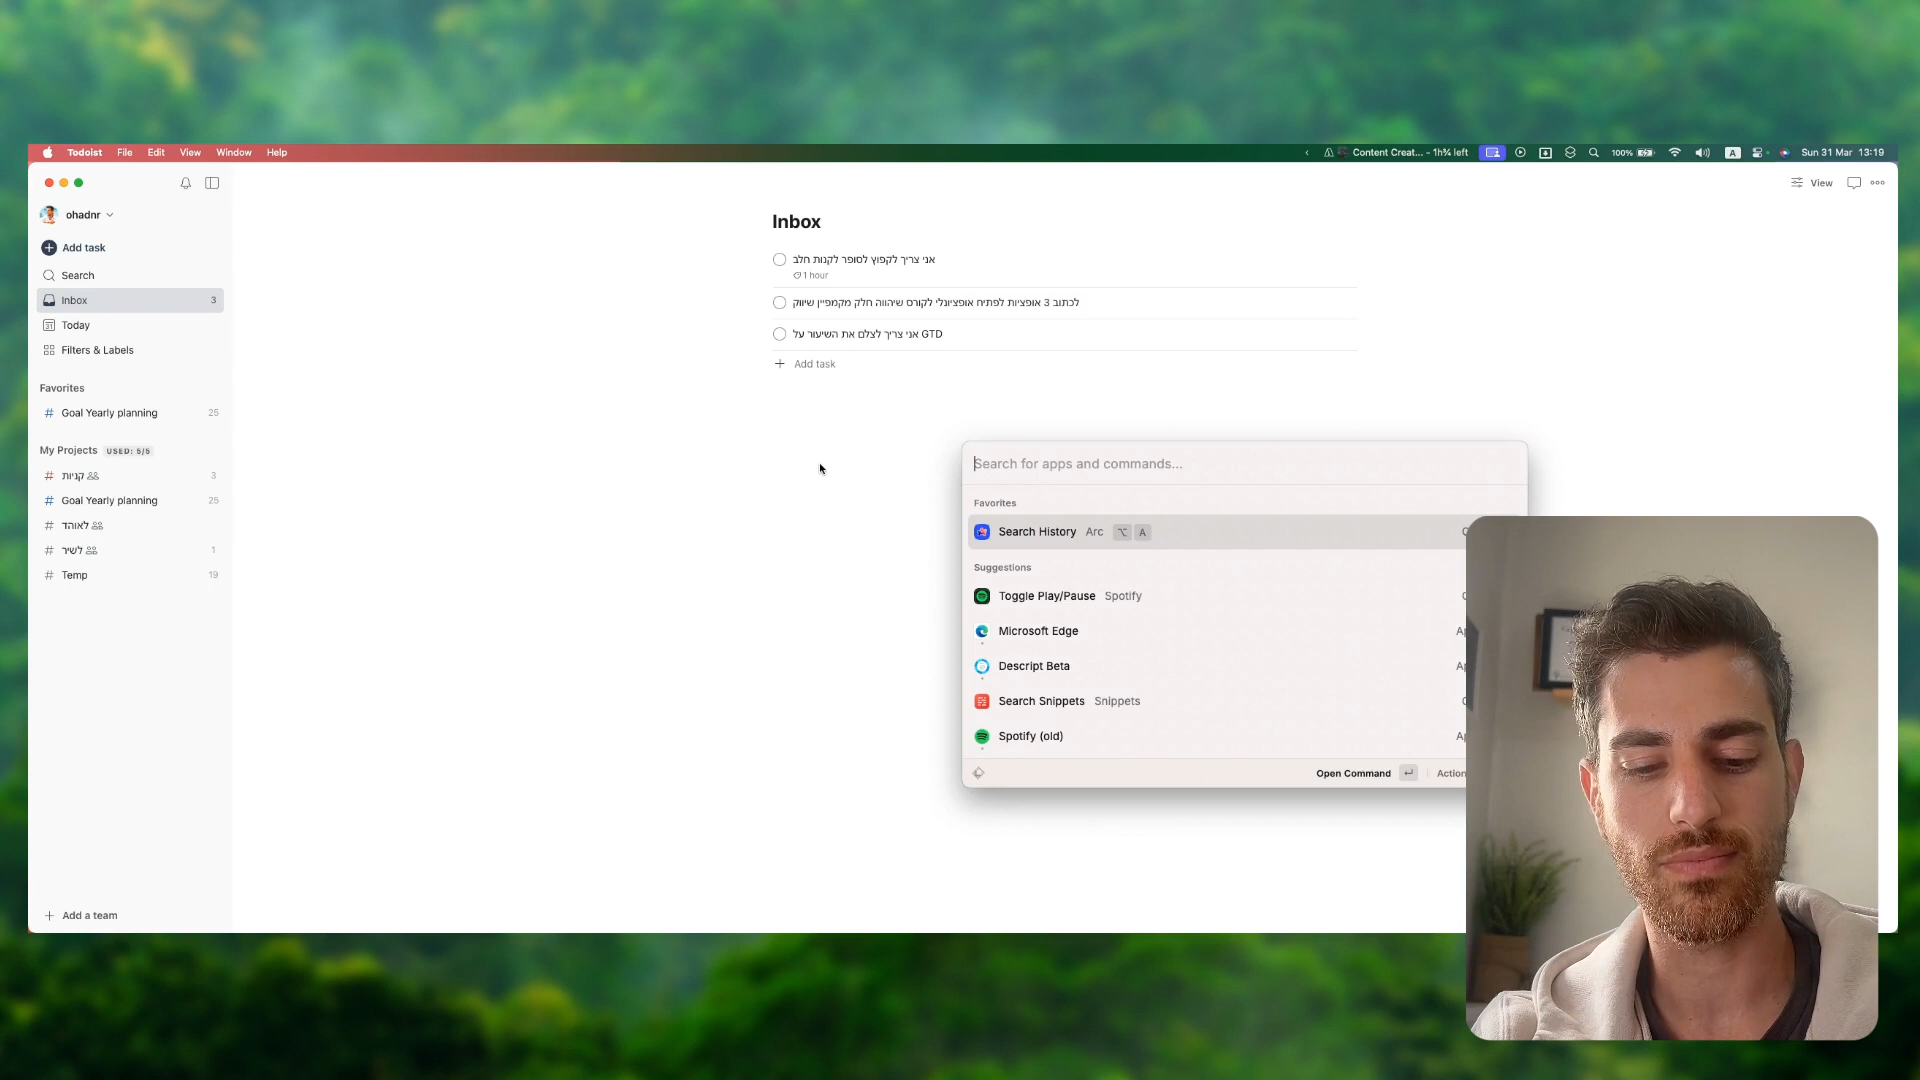 Todoist File Edit View Window Help
Content Creat... - 1h¾ left 100% A Sun 31 Mar 13:19
ohadnr
Add task
Search
Inbox 3
31 Today
Filters & Labels
Favorites
# Goal Yearly planning 25
My Projects USED: 5/5
# קניות 3
# Goal Yearly planning 25
# לאוהד
# לשיר 1
# Temp 19
+ Add a team
View
Inbox
אני צריך לקפוץ לסופר לקנות חלב
1 hour
לכתוב 3 אופציות לפתיח אופציונלי לקורס שיהווה חלק מקמפיין שיווק
אני צריך לצלם את השיעור על GTD
+ Add task
Search for apps and commands...
Favorites
Search History Arc ⌥ A
Suggestions
Toggle Play/Pause Spotify
Microsoft Edge
Descript Beta
Search Snippets Snippets
Spotify (old)
Open Command ↵ Action